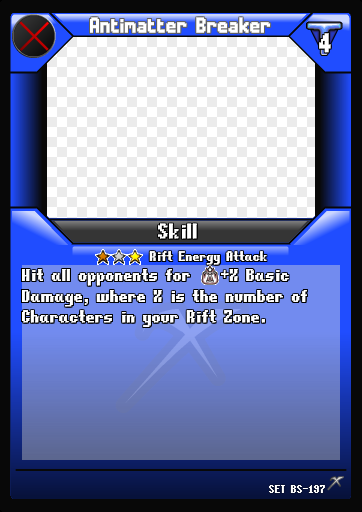 Antimatter Breaker
4
Skill
Rift Energy Attack
Hit all opponents for +X Basic
Damage, where X is the number of
Characters in your Rift Zone.
SET BS-197